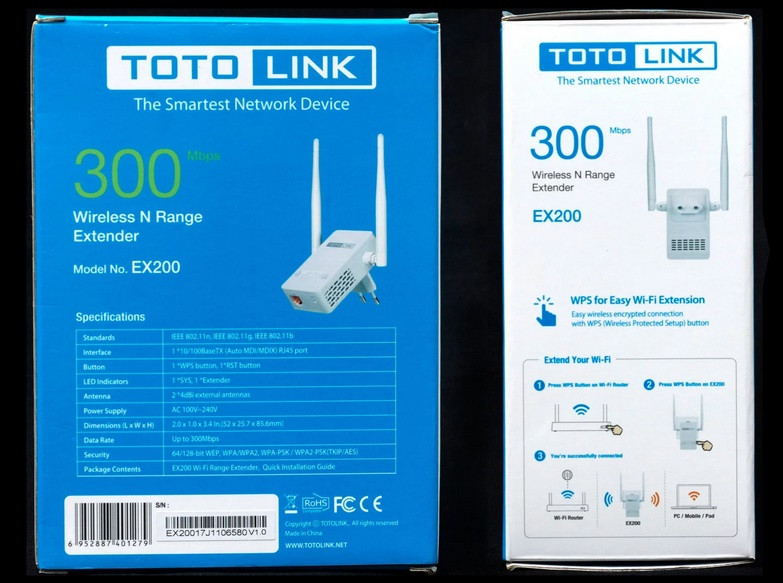 TOTO LINK
The Smartest Network Device
300 Mbps
Wireless N Range
Extender
Model No. EX200
Specifications
Standards IEEE 802.11n, IEEE 802.11g, IEEE 802.11b
Interface 1 *10/100BaseTX (Auto MDI/MDIX) RJ45 port
Button 1 *WPS button, 1*RST button
LED Indicators 1 *SYS, 1 *Extender
Antenna 2 *4dBi external antennas
Power Supply AC 100V~240V
Dimensions (L x W x H) 2.0 x 1.0 x 3.4 in.(52 x 25.7 x 85.6mm)
Data Rate Up to 300Mbps
Security 64/128-bit WEP, WPA/WPA2, WPA-PSK / WPA2-PSK(TKIP/AES)
Package Contents EX200 Wi-Fi Range Extender, Quick Installation Guide
S/N :
6 952887 401279
EX20017J1106580 V1.0
RoHS FC CE
Copyright © TOTOLINK. All rights reserved
Made in China
WWW.TOTOLINK.NET
TOTO LINK
The Smartest Network Device
300 Mbps
Wireless N Range
Extender
EX200
WPS for Easy Wi-Fi Extension
Easy wireless encrypted connection
with WPS (Wireless Protected Setup) button
Extend Your Wi-Fi
1 Press WPS Button on Wi-Fi Router
2 Press WPS Button on EX200
3 You're successfully connected
Wi-Fi Router
EX200
PC / Mobile / Pad